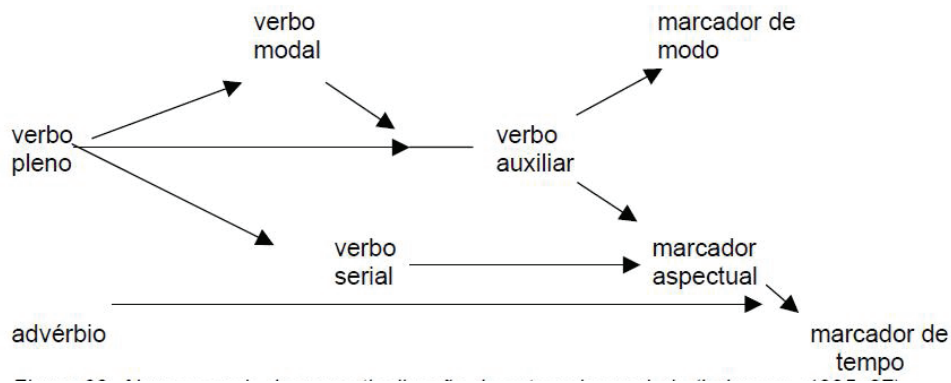 verbo
modal
marcador de
modo
verbo
pleno
verbo
auxiliar
verbo
serial
marcador
aspectual
advérbio
marcador de
tempo